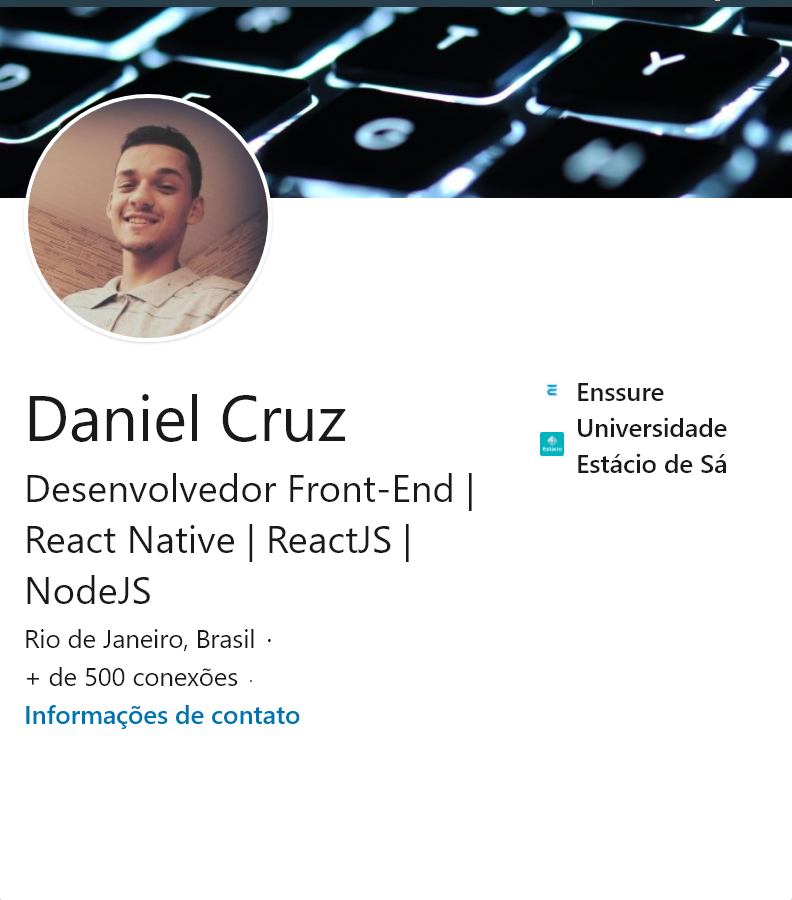 T
Y
G
H
Daniel Cruz
Desenvolvedor Front-End |
React Native | ReactJS |
NodeJS
Rio de Janeiro, Brasil ·
+ de 500 conexões ·
Informações de contato
Enssure
Universidade
Estácio de Sá
Estácio